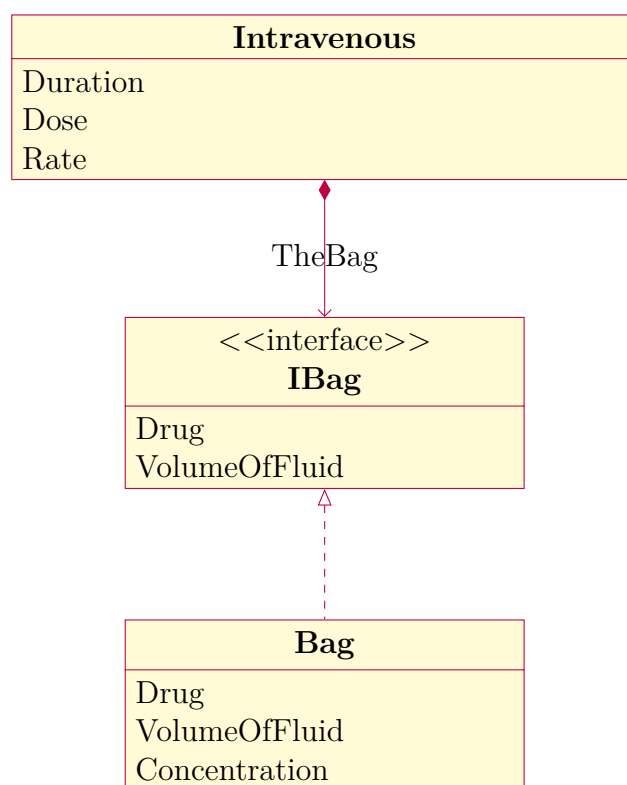 Intravenous
Duration
Dose
Rate
TheBag
<<interface>>
IBag
Drug
VolumeOfFluid
Bag
Drug
VolumeOfFluid
Concentration